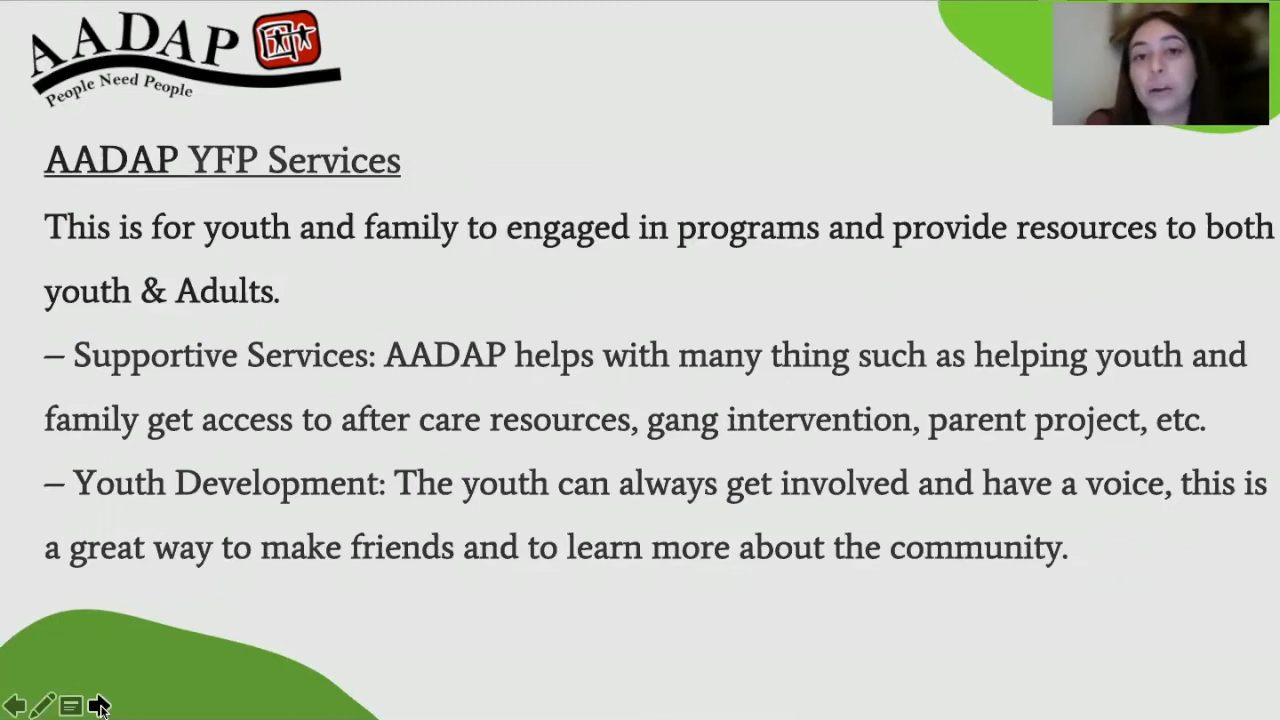 AADAP
People Need People
AADAP YFP Services
This is for youth and family to engaged in programs and provide resources to both
youth & Adults.
– Supportive Services: AADAP helps with many thing such as helping youth and
family get access to after care resources, gang intervention, parent project, etc.
– Youth Development: The youth can always get involved and have a voice, this is
a great way to make friends and to learn more about the community.